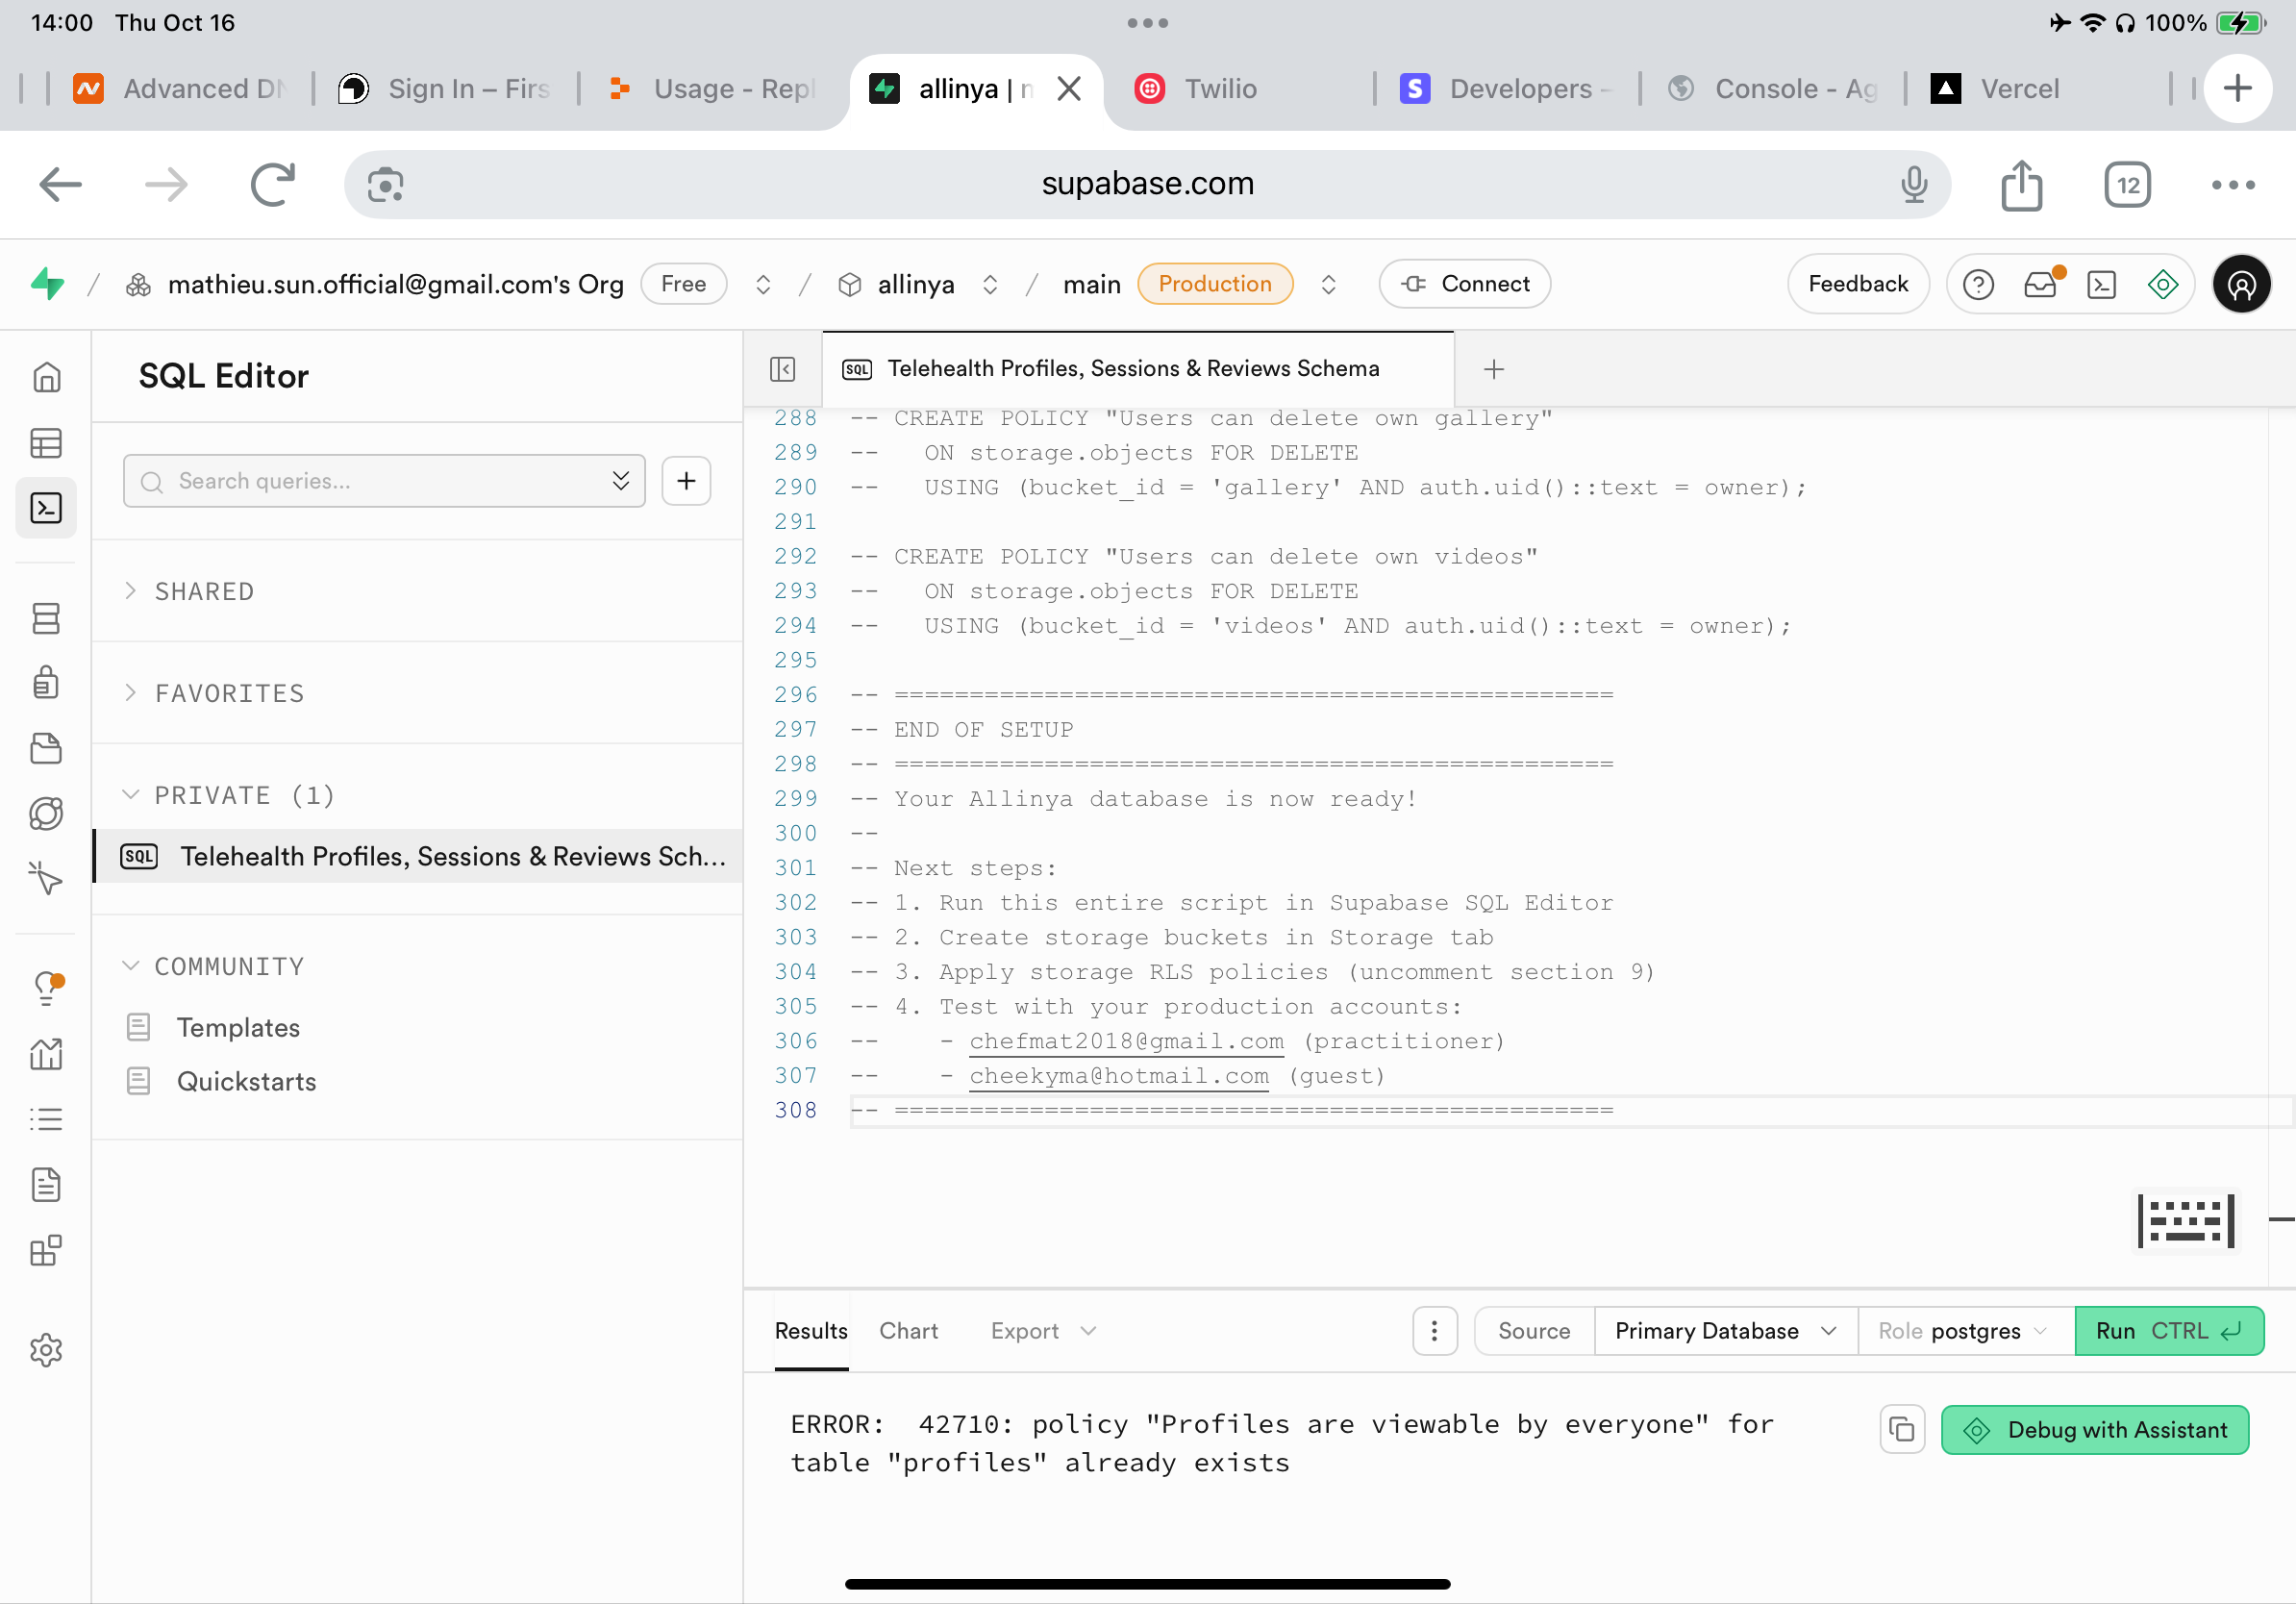 14:00 Thu Oct 16
100%
Advanced DN
Sign In – Firs
Usage - Repl
allinya | n
Twilio
Developers -
Console - Ag
Vercel
supabase.com
12
/ mathieu.sun.official@gmail.com's Org Free / allinya / main Production Connect Feedback
SQL Editor
Search queries...
SHARED
FAVORITES
PRIVATE (1)
SQL Telehealth Profiles, Sessions & Reviews Sch...
COMMUNITY
Templates
Quickstarts
SQL Telehealth Profiles, Sessions & Reviews Schema
288 -- CREATE POLICY "Users can delete own gallery"
289 --   ON storage.objects FOR DELETE
290 --   USING (bucket_id = 'gallery' AND auth.uid()::text = owner);
291
292 -- CREATE POLICY "Users can delete own videos"
293 --   ON storage.objects FOR DELETE
294 --   USING (bucket_id = 'videos' AND auth.uid()::text = owner);
295
296 -- ================================================
297 -- END OF SETUP
298 -- ================================================
299 -- Your Allinya database is now ready!
300 --
301 -- Next steps:
302 -- 1. Run this entire script in Supabase SQL Editor
303 -- 2. Create storage buckets in Storage tab
304 -- 3. Apply storage RLS policies (uncomment section 9)
305 -- 4. Test with your production accounts:
306 --    - chefmat2018@gmail.com (practitioner)
307 --    - cheekyma@hotmail.com (guest)
308 -- ================================================
Results Chart Export Source Primary Database Role postgres Run CTRL
ERROR:  42710: policy "Profiles are viewable by everyone" for
table "profiles" already exists
Debug with Assistant